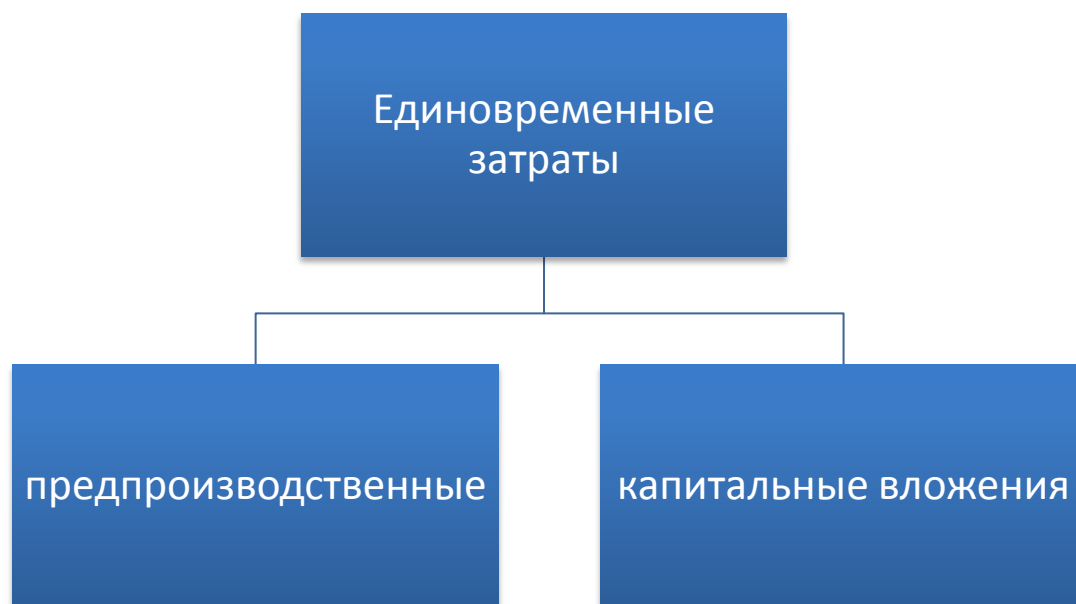 Единовременные
затраты
предпроизводственные
капитальные вложения